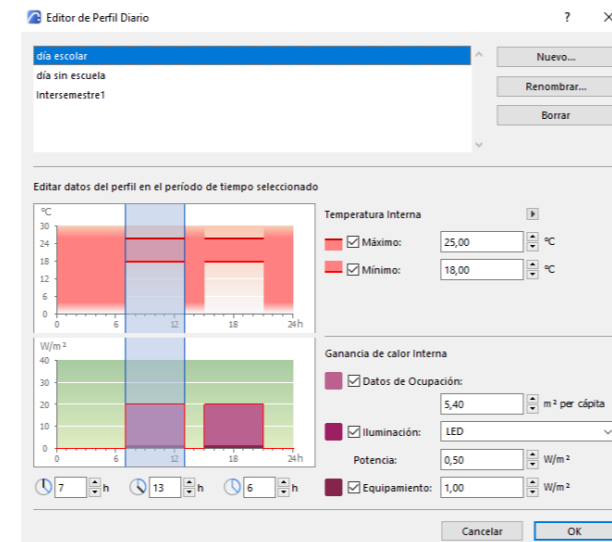 Editor de Perfil Diario ? X
día escolar
día sin escuela
Intersemestre1
Nuevo...
Renombrar...
Borrar
Editar datos del perfil en el período de tiempo seleccionado
°C
30
24
18
12
6
0
0 6 12 18 24h
Temperatura Interna
Máximo: 25,00 °C
Mínimo: 18,00 °C
W/m²
40
30
20
10
0
0 6 12 18 24h
Ganancia de calor Interna
Datos de Ocupación:
5,40 m² per cápita
Iluminación: LED
Potencia: 0,50 W/m²
Equipamiento: 1,00 W/m²
7 h 13 h 6 h
Cancelar OK